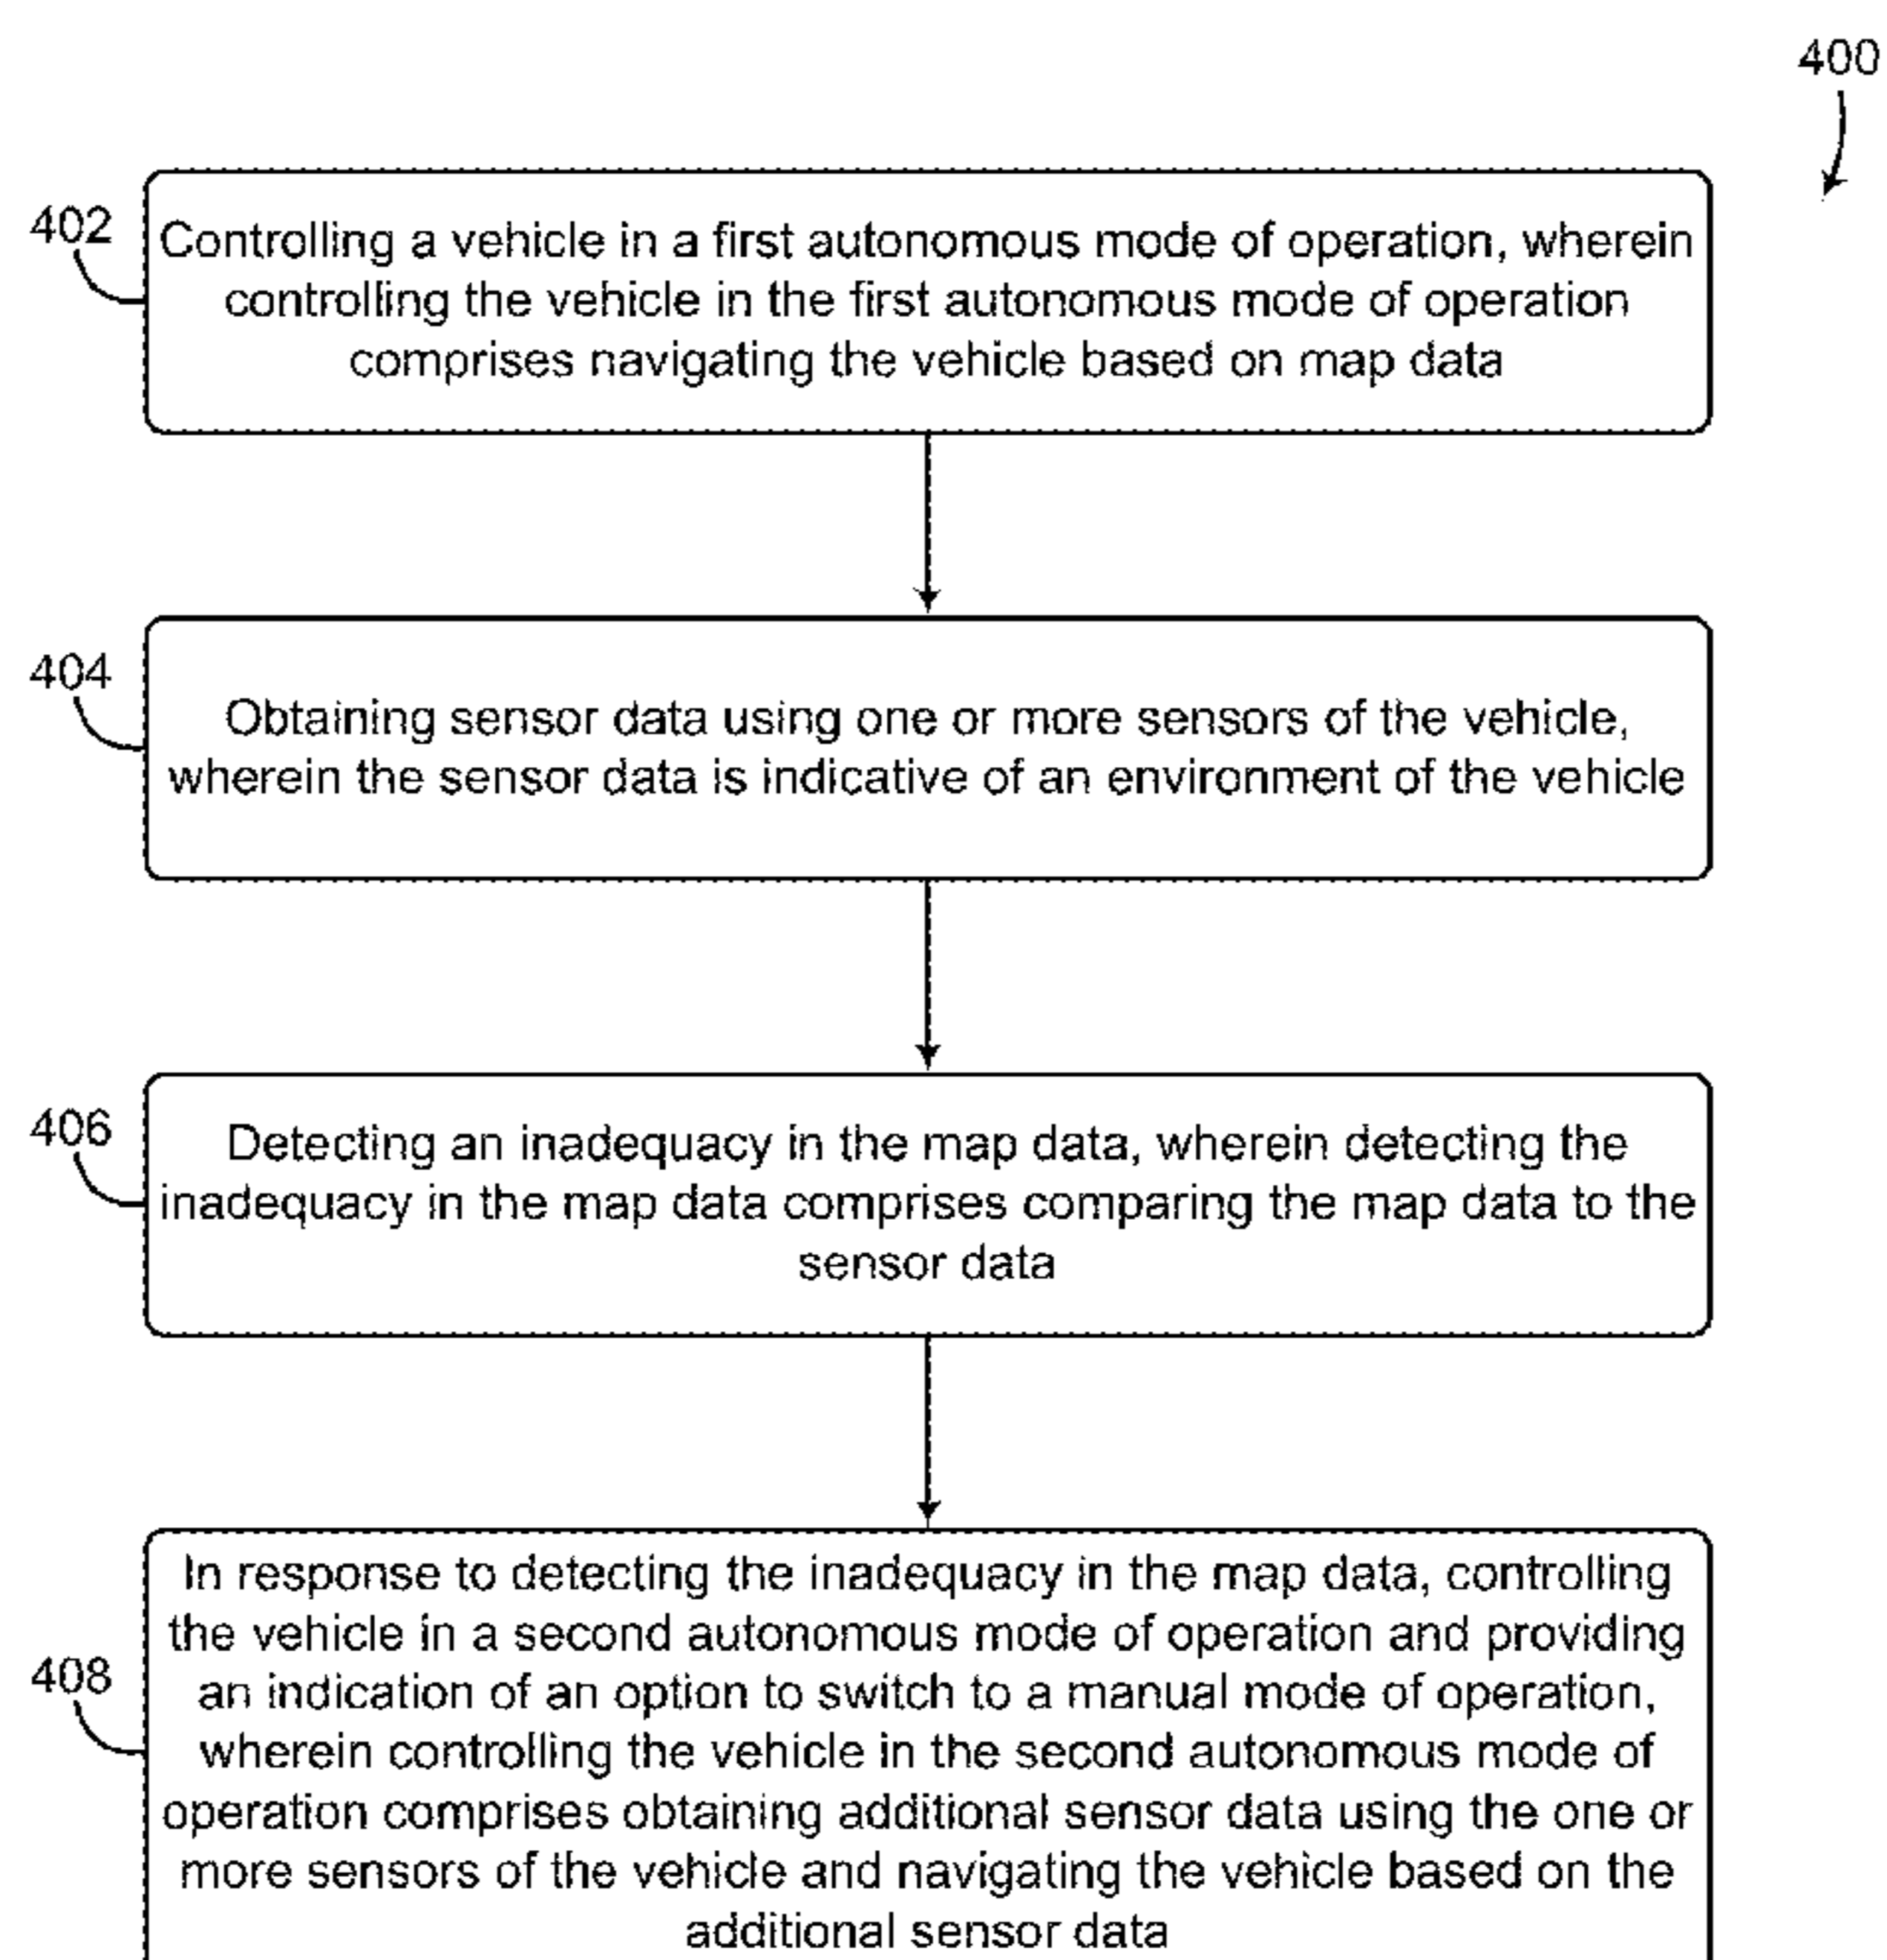 400
402
Controlling a vehicle in a first autonomous mode of operation, wherein
controlling the vehicle in the first autonomous mode of operation
comprises navigating the vehicle based on map data
404
Obtaining sensor data using one or more sensors of the vehicle,
wherein the sensor data is indicative of an environment of the vehicle
406
Detecting an inadequacy in the map data, wherein detecting the
inadequacy in the map data comprises comparing the map data to the
sensor data
408
In response to detecting the inadequacy in the map data, controlling
the vehicle in a second autonomous mode of operation and providing
an indication of an option to switch to a manual mode of operation,
wherein controlling the vehicle in the second autonomous mode of
operation comprises obtaining additional sensor data using the one or
more sensors of the vehicle and navigating the vehicle based on the
additional sensor data